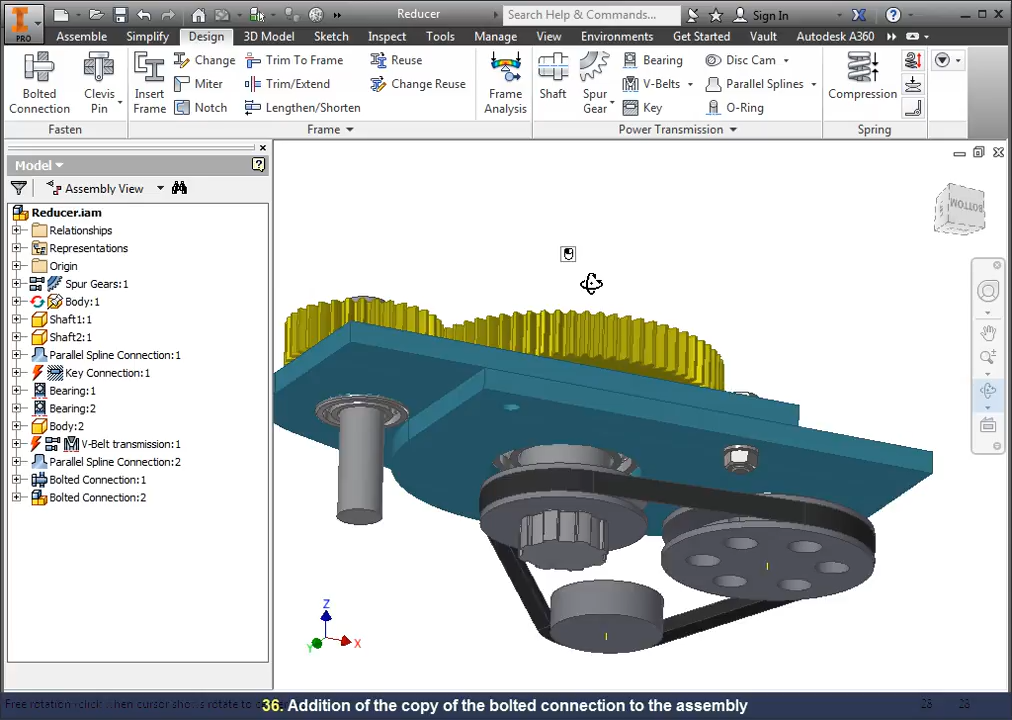 Reducer
Search Help & Commands...
Sign In
PRO
Assemble Simplify Design 3D Model Sketch Inspect Tools Manage View Environments Get Started Vault Autodesk A360
Bolted Connection
Clevis Pin
Insert Frame
Change
Miter
Notch
Trim To Frame
Trim/Extend
Lengthen/Shorten
Reuse
Change Reuse
Frame Analysis
Shaft
Spur Gear
Bearing
V-Belts
Key
Disc Cam
Parallel Splines
O-Ring
Compression
Fasten Frame Power Transmission Spring
Model
Assembly View
Reducer.iam
Relationships
Representations
Origin
Spur Gears:1
Body:1
Shaft1:1
Shaft2:1
Parallel Spline Connection:1
Key Connection:1
Bearing:1
Bearing:2
Body:2
V-Belt transmission:1
Parallel Spline Connection:2
Bolted Connection:1
Bolted Connection:2
BOTTOM
Z
X
Y
36. Addition of the copy of the bolted connection to the assembly
28 28